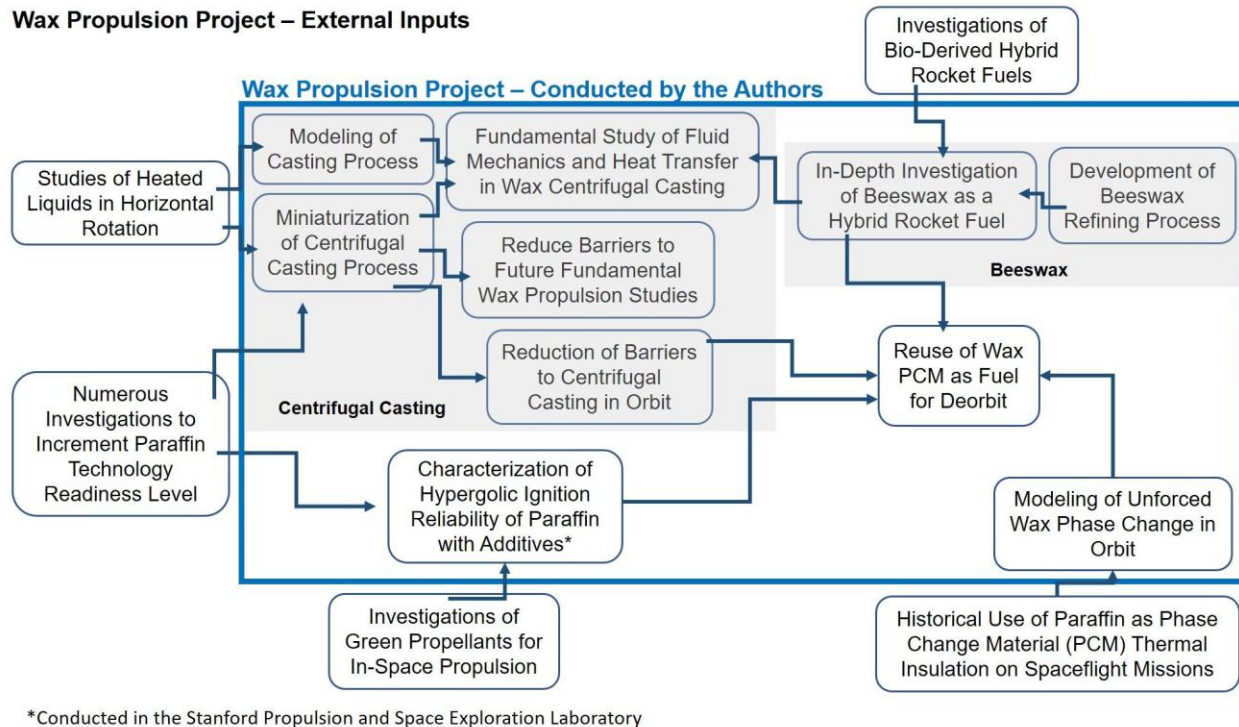 Wax Propulsion Project – External Inputs
Investigations of
Bio-Derived Hybrid
Rocket Fuels
Wax Propulsion Project – Conducted by the Authors
Modeling of
Casting Process
Fundamental Study of Fluid
Mechanics and Heat Transfer
in Wax Centrifugal Casting
In-Depth Investigation
of Beeswax as a
Hybrid Rocket Fuel
Development of
Beeswax
Refining Process
Beeswax
Studies of Heated
Liquids in Horizontal
Rotation
Miniaturization
of Centrifugal
Casting Process
Reduce Barriers to
Future Fundamental
Wax Propulsion Studies
Reduction of Barriers
to Centrifugal
Casting in Orbit
Centrifugal Casting
Reuse of Wax
PCM as Fuel
for Deorbit
Numerous
Investigations to
Increment Paraffin
Technology
Readiness Level
Characterization of
Hypergolic Ignition
Reliability of Paraffin
with Additives*
Modeling of Unforced
Wax Phase Change in
Orbit
Investigations of
Green Propellants for
In-Space Propulsion
Historical Use of Paraffin as Phase
Change Material (PCM) Thermal
Insulation on Spaceflight Missions
*Conducted in the Stanford Propulsion and Space Exploration Laboratory